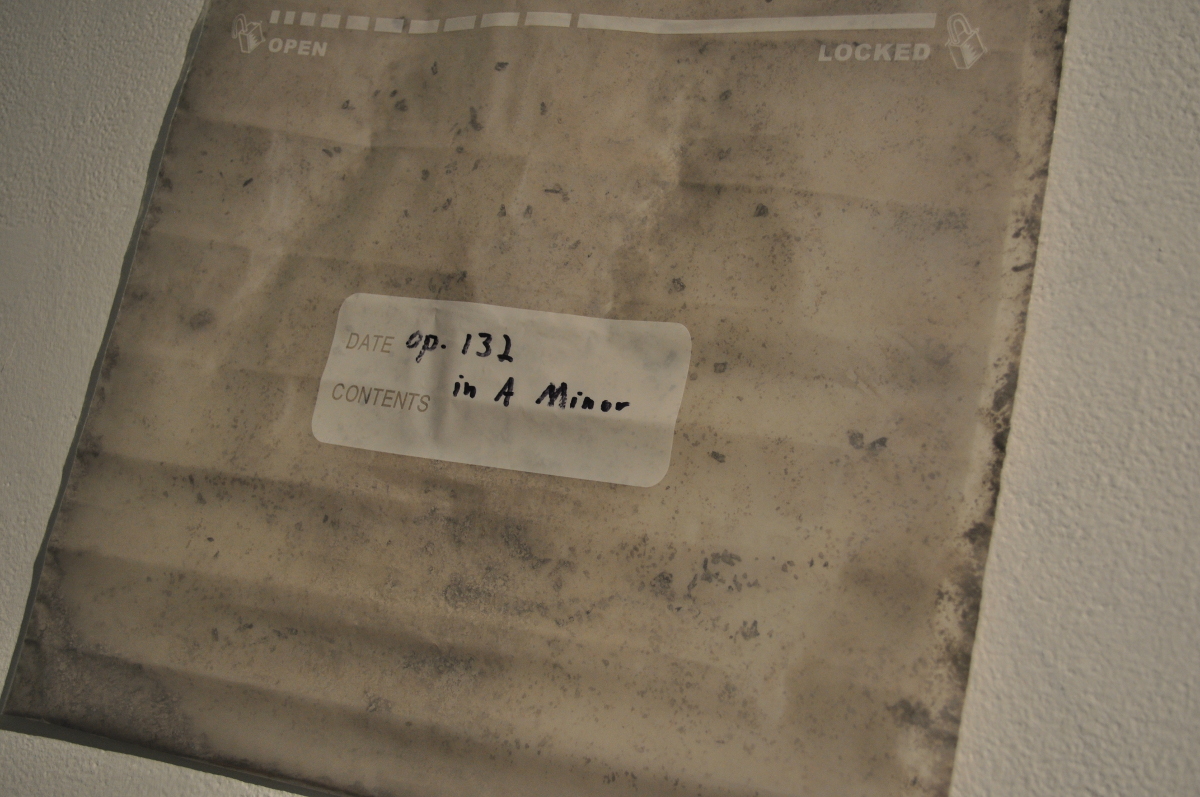 OPEN LOCKED
DATE op. 132
CONTENTS in A Minor